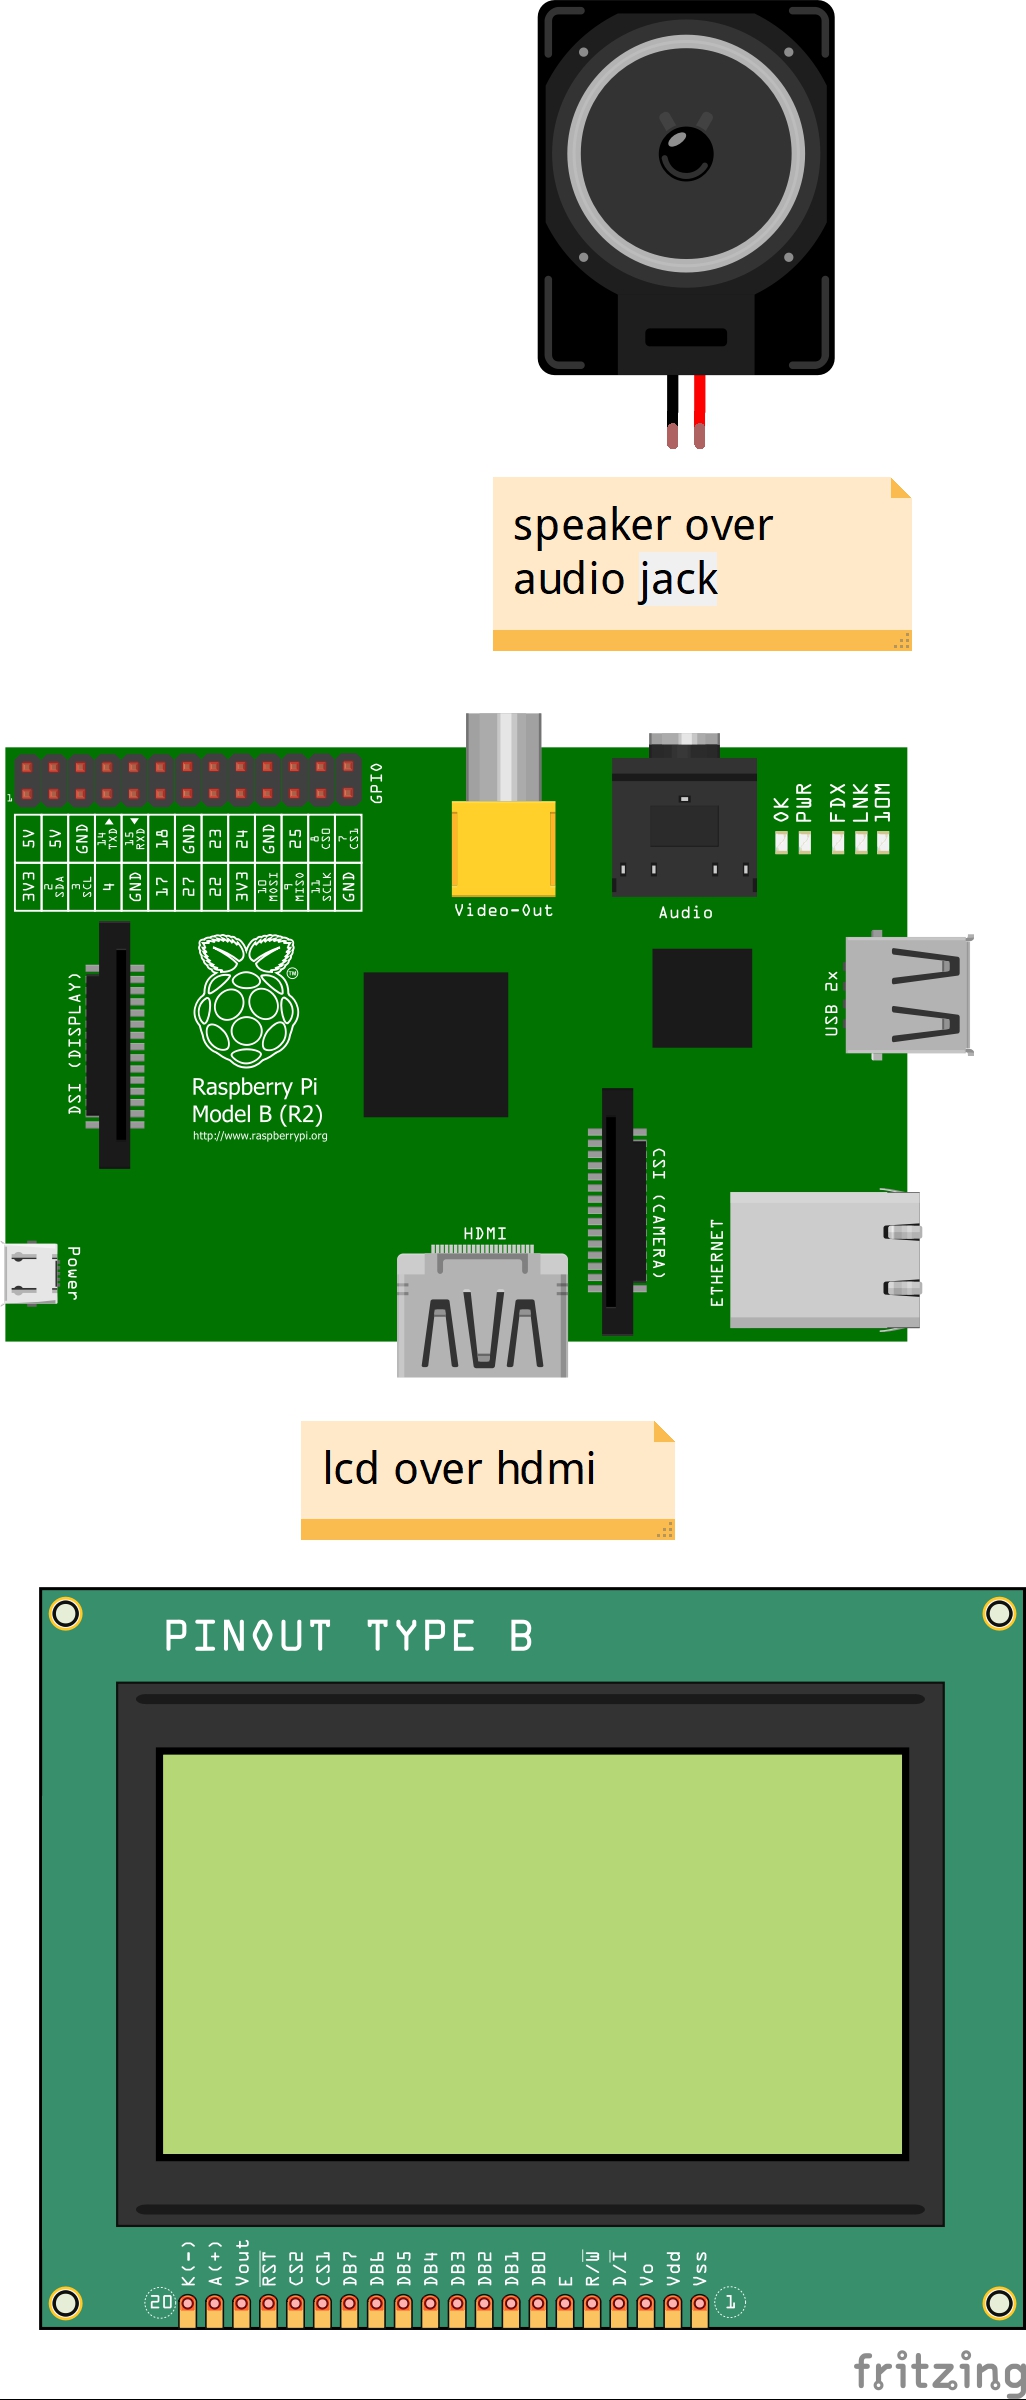 speaker over
audio jack
GPIO
1
5V 5V GND 14 TXD 15 RXD 18 GND 23 24 GND 25 8 CS0 7 CS1
3V3 2 SDA 3 SCL 4 GND 17 27 22 3V3 10 MOSI 9 MISO 11 SCLK GND
Video-Out
Audio
OK PWR FDX LNK 10M
DSI (DISPLAY)
TM
Raspberry Pi
Model B (R2)
http://www.raspberrypi.org
USB 2x
CSI (CAMERA)
ETHERNET
HDMI
Power
lcd over hdmi
PINOUT TYPE B
K(-) A(+) Vout RST CS2 CS1 DB7 DB6 DB5 DB4 DB3 DB2 DB1 DB0 E R/W D/I Vo Vdd Vss
20
1
fritzing